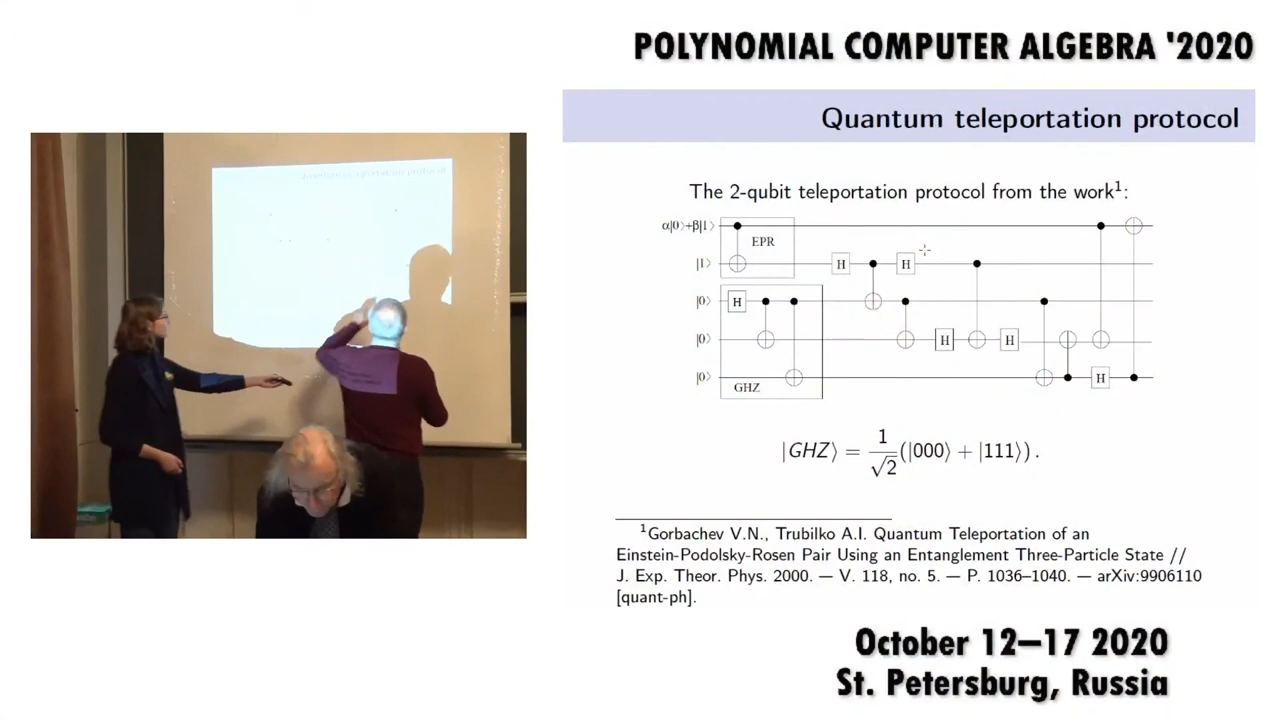 POLYNOMIAL COMPUTER ALGEBRA '2020
Quantum teleportation protocol
The 2-qubit teleportation protocol from the work¹:
α|0⟩+β|1⟩
EPR
|1⟩ H H
|0⟩ H
|0⟩ H H
|0⟩ H
GHZ
|GHZ⟩ = 1/√2 (|000⟩ + |111⟩) .
¹Gorbachev V.N., Trubilko A.I. Quantum Teleportation of an
Einstein-Podolsky-Rosen Pair Using an Entanglement Three-Particle State //
J. Exp. Theor. Phys. 2000. — V. 118, no. 5. — P. 1036–1040. — arXiv:9906110
[quant-ph].
October 12–17 2020
St. Petersburg, Russia